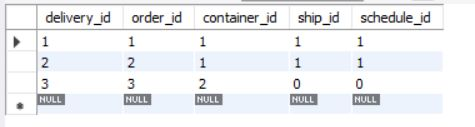 delivery_id order_id container_id ship_id schedule_id
1 1 1 1 1
2 2 1 1 1
3 3 2 0 0
NULL NULL NULL NULL NULL